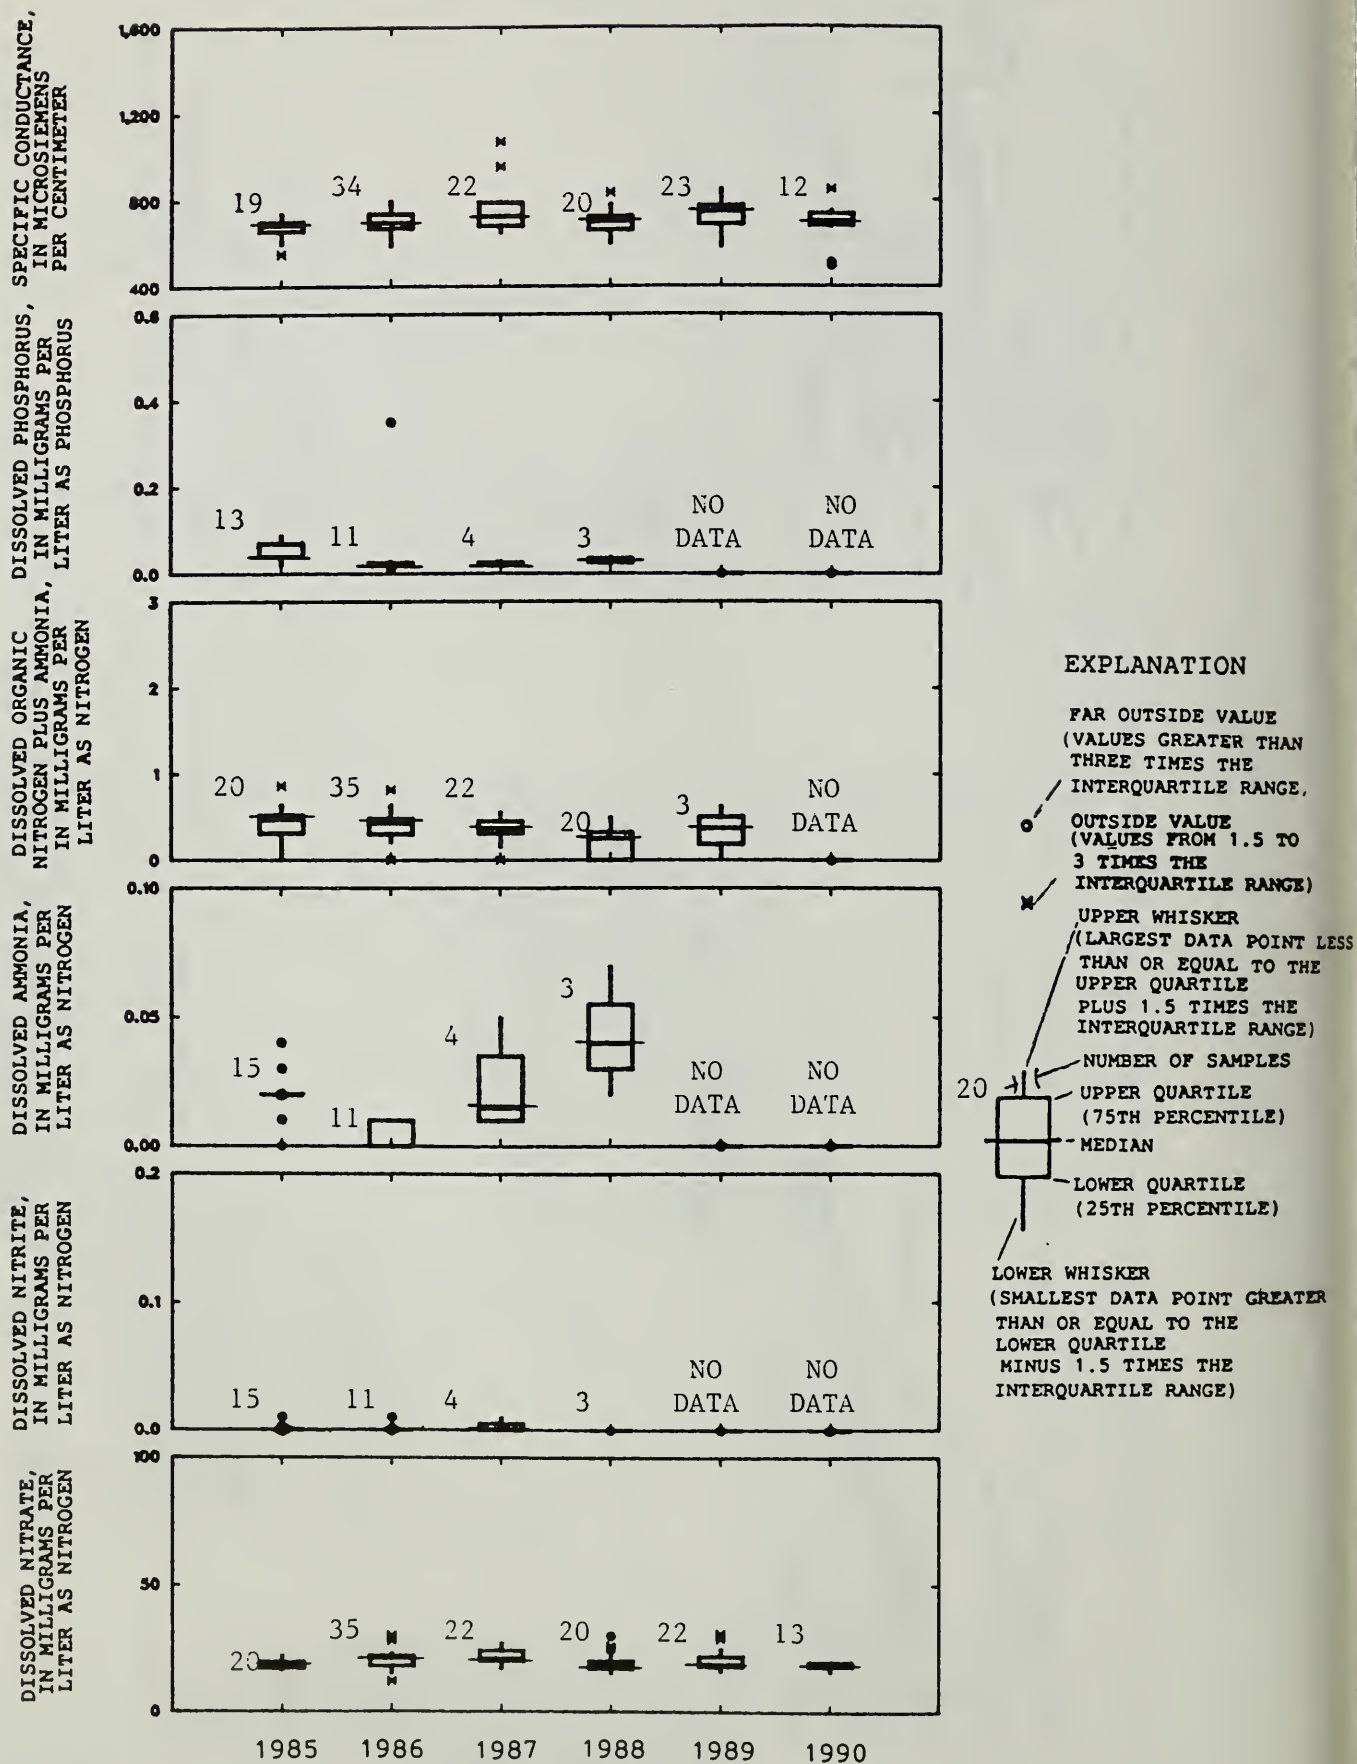 SPECIFIC CONDUCTANCE,
IN MICROSIEMENS
PER CENTIMETER
1,600
1,200
800
400
19
34
22
20
23
12
DISSOLVED PHOSPHORUS,
IN MILLIGRAMS PER
LITER AS PHOSPHORUS
0.6
0.4
0.2
0.0
13
11
4
3
NO
DATA
NO
DATA
DISSOLVED ORGANIC
NITROGEN PLUS AMMONIA,
IN MILLIGRAMS PER
LITER AS NITROGEN
3
2
1
0
20
35
22
20
3
NO
DATA
DISSOLVED AMMONIA,
IN MILLIGRAMS PER
LITER AS NITROGEN
0.10
0.05
0.00
15
11
4
3
NO
DATA
NO
DATA
DISSOLVED NITRITE,
IN MILLIGRAMS PER
LITER AS NITROGEN
0.2
0.1
0.0
15
11
4
3
NO
DATA
NO
DATA
DISSOLVED NITRATE,
IN MILLIGRAMS PER
LITER AS NITROGEN
100
50
0
20
35
22
20
22
13
1985 1986 1987 1988 1989 1990
EXPLANATION
FAR OUTSIDE VALUE
(VALUES GREATER THAN
THREE TIMES THE
INTERQUARTILE RANGE,
OUTSIDE VALUE
(VALUES FROM 1.5 TO
3 TIMES THE
INTERQUARTILE RANGE)
UPPER WHISKER
(LARGEST DATA POINT LESS
THAN OR EQUAL TO THE
UPPER QUARTILE
PLUS 1.5 TIMES THE
INTERQUARTILE RANGE)
NUMBER OF SAMPLES
20
UPPER QUARTILE
(75TH PERCENTILE)
MEDIAN
LOWER QUARTILE
(25TH PERCENTILE)
LOWER WHISKER
(SMALLEST DATA POINT GREATER
THAN OR EQUAL TO THE
LOWER QUARTILE
MINUS 1.5 TIMES THE
INTERQUARTILE RANGE)